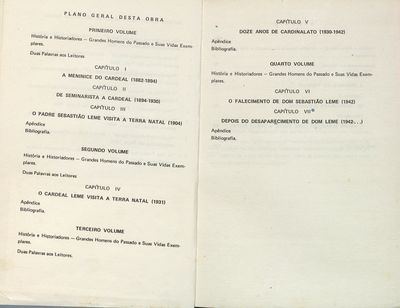 PLANO GERAL DESTA OBRA
PRIMEIRO VOLUME
História e Historiadores — Grandes Homens do Passado e Suas Vidas Exem-
plares.
Duas Palavras aos Leitores
CAPÍTULO I
A MENINICE DO CARDEAL (1882-1894)
CAPÍTULO II
DE SEMINARISTA A CARDEAL (1894-1930)
CAPÍTULO III
O PADRE SEBASTIÃO LEME VISITA A TERRA NATAL (1904)
Apêndice
Bibliografia.
SEGUNDO VOLUME
História e Historiadores — Grandes Homens do Passado e Suas Vidas Exem-
plares.
Duas Palavras aos Leitores
CAPÍTULO IV
O CARDEAL LEME VISITA A TERRA NATAL (1931)
Apêndice
Bibliografia.
TERCEIRO VOLUME
História e Historiadores — Grandes Homens do Passado e Suas Vidas Exem-
plares.
Duas Palavras aos Leitores.
CAPÍTULO V
DOZE ANOS DE CARDINALATO (1930-1942)
Apêndice
Bibliografia.
QUARTO VOLUME
História e Historiadores — Grandes Homens do Passado e Suas Vidas Exem-
plares.
CAPÍTULO VI
O FALECIMENTO DE DOM SEBASTIÃO LEME (1942)
CAPÍTULO VII
DEPOIS DO DESAPARECIMENTO DE DOM LEME (1942...)
Apêndice
Bibliografia.